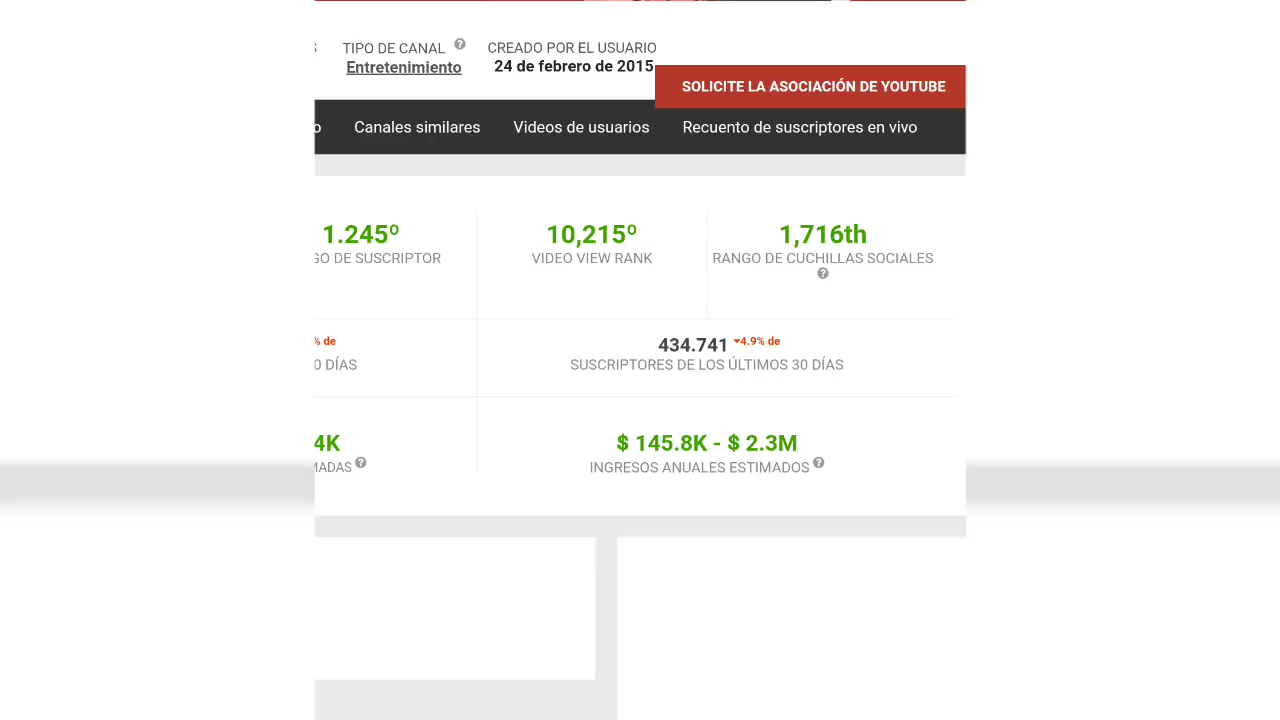 TIPO DE CANAL
CREADO POR EL USUARIO
Entretenimiento
24 de febrero de 2015
SOLICITE LA ASOCIACIÓN DE YOUTUBE
o Canales similares Videos de usuarios Recuento de suscriptores en vivo
1.245º
10,215º
1,716th
GO DE SUSCRIPTOR
VIDEO VIEW RANK
RANGO DE CUCHILLAS SOCIALES
% de
434.741 4.9% de
0 DÍAS
SUSCRIPTORES DE LOS ÚLTIMOS 30 DÍAS
4K
$ 145.8K - $ 2.3M
MADAS
INGRESOS ANUALES ESTIMADOS